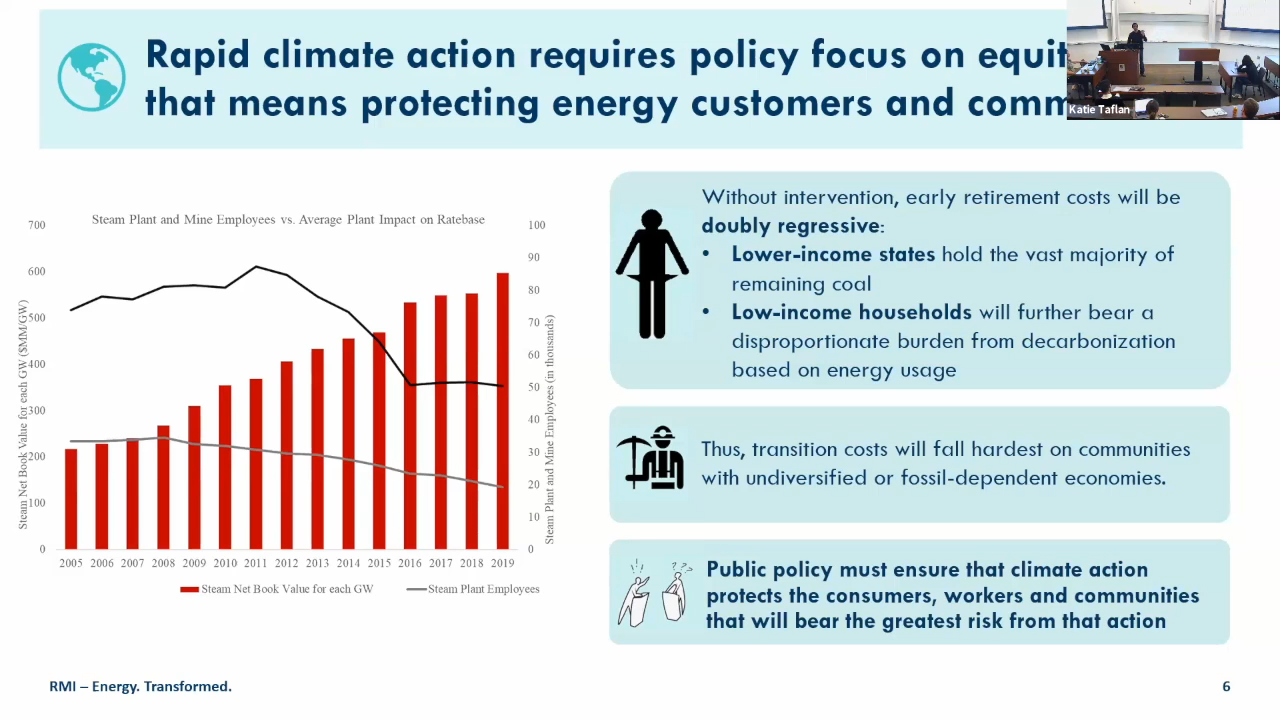 Rapid climate action requires policy focus on equit
that means protecting energy customers and comm
Katie Taflan
Steam Plant and Mine Employees vs. Average Plant Impact on Ratebase
Steam Net Book Value for each GW ($MM/GW)
700
600
500
400
300
200
100
0
100
90
80
70
60
50
40
30
20
10
0
Steam Plant and Mine Employees (in thousands)
2005 2006 2007 2008 2009 2010 2011 2012 2013 2014 2015 2016 2017 2018 2019
Steam Net Book Value for each GW
Steam Plant Employees
Without intervention, early retirement costs will be
doubly regressive:
• Lower-income states hold the vast majority of
remaining coal
• Low-income households will further bear a
disproportionate burden from decarbonization
based on energy usage
Thus, transition costs will fall hardest on communities
with undiversified or fossil-dependent economies.
Public policy must ensure that climate action
protects the consumers, workers and communities
that will bear the greatest risk from that action
RMI – Energy. Transformed.
6